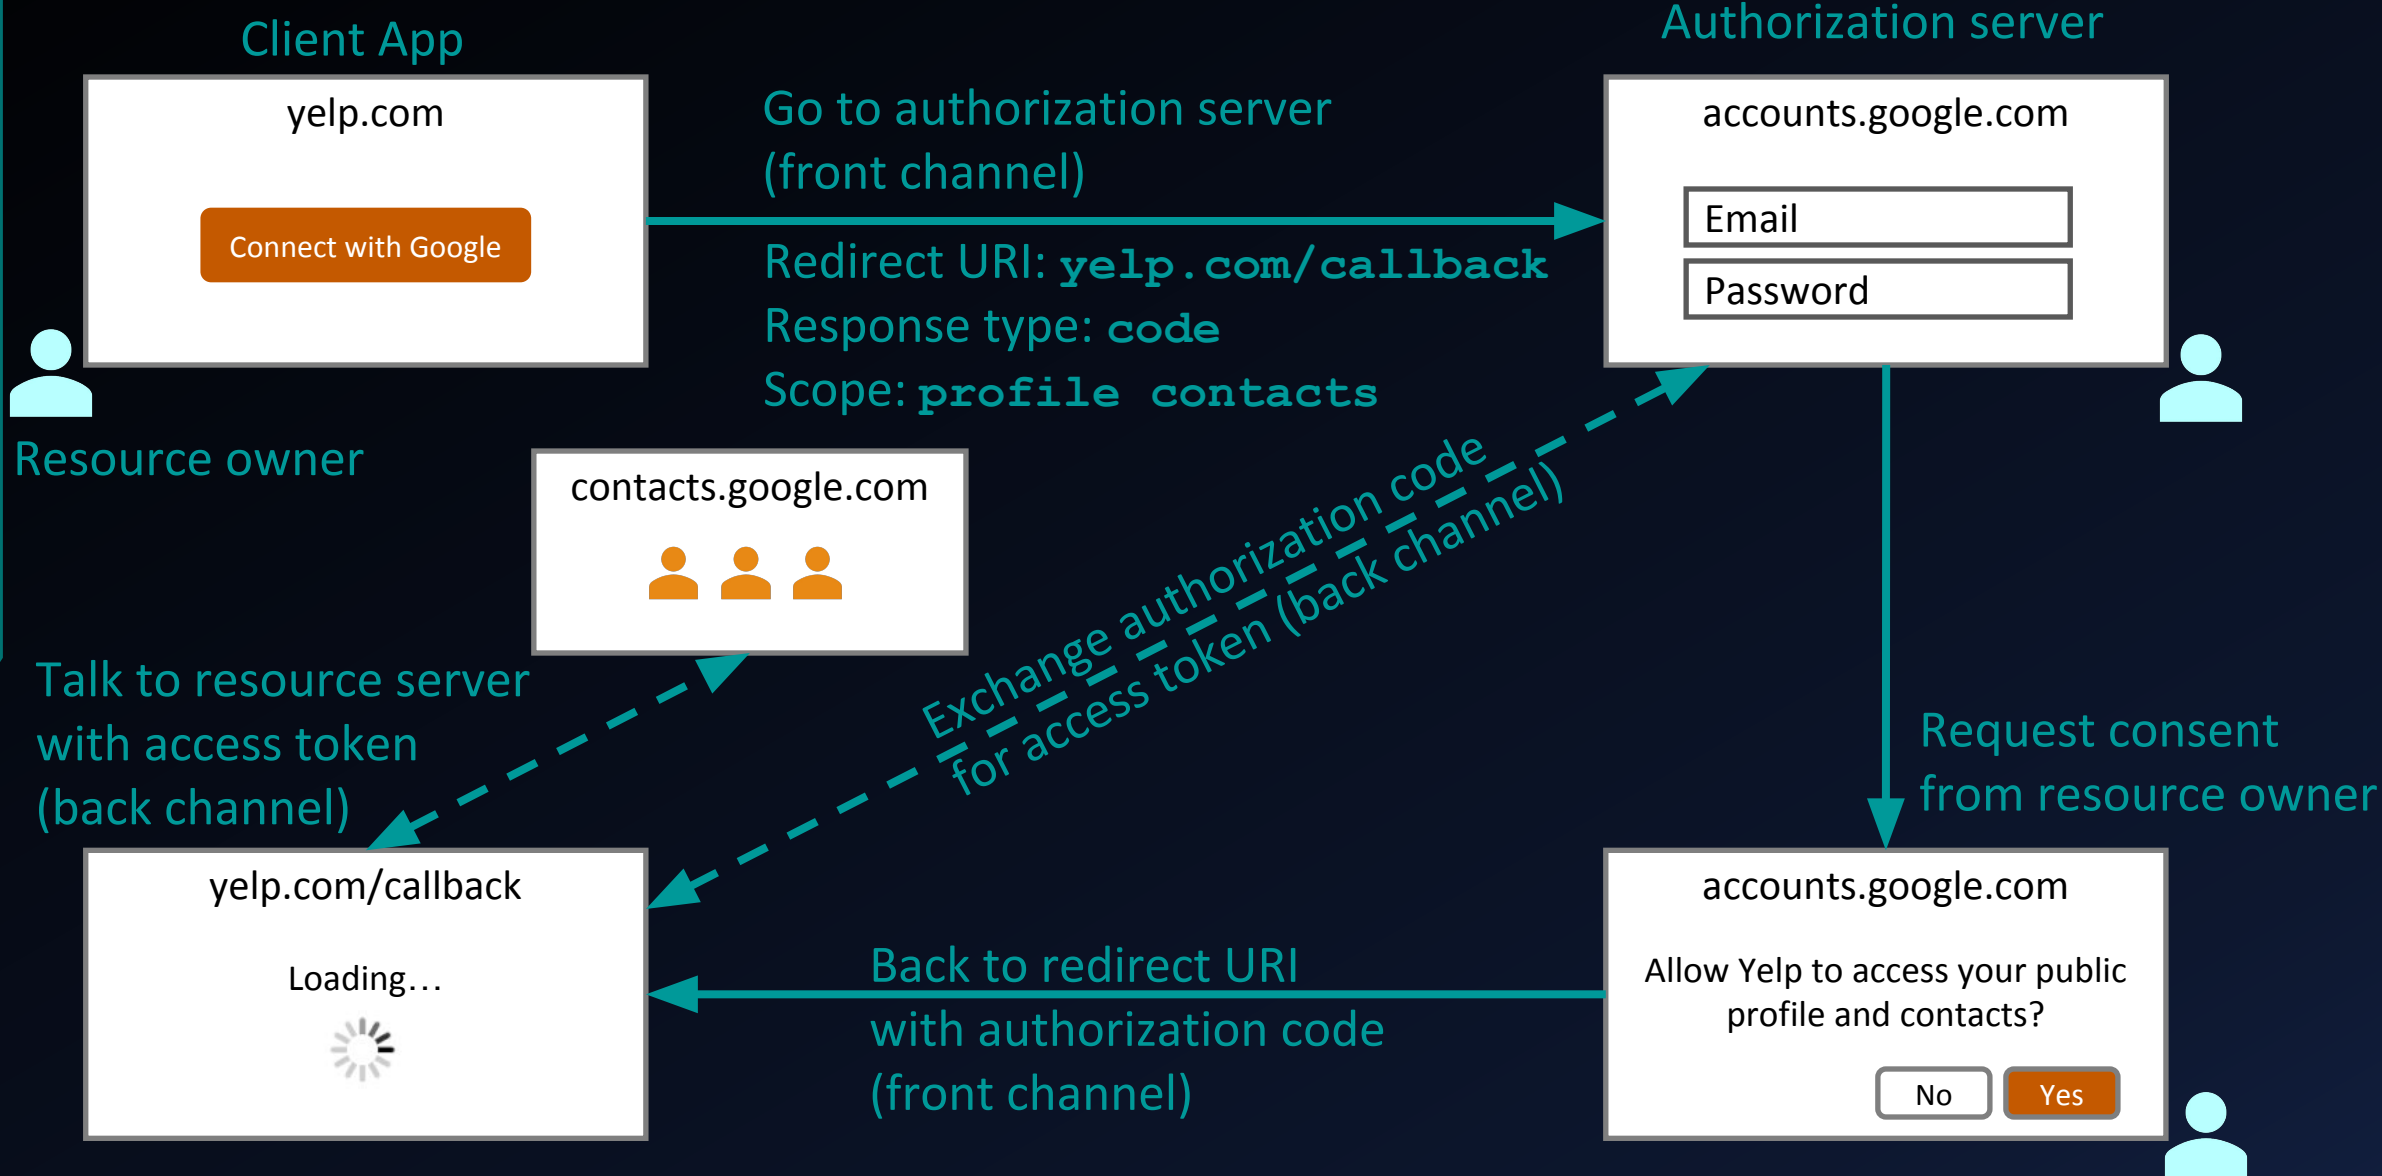 Client App
yelp.com
Connect with Google
Resource owner
Go to authorization server
(front channel)
Redirect URI: yelp.com/callback
Response type: code
Scope: profile contacts
Authorization server
accounts.google.com
Email
Password
Request consent
from resource owner
accounts.google.com
Allow Yelp to access your public
profile and contacts?
No
Yes
Back to redirect URI
with authorization code
(front channel)
yelp.com/callback
Loading…
Exchange authorization code
for access token (back channel)
Talk to resource server
with access token
(back channel)
contacts.google.com